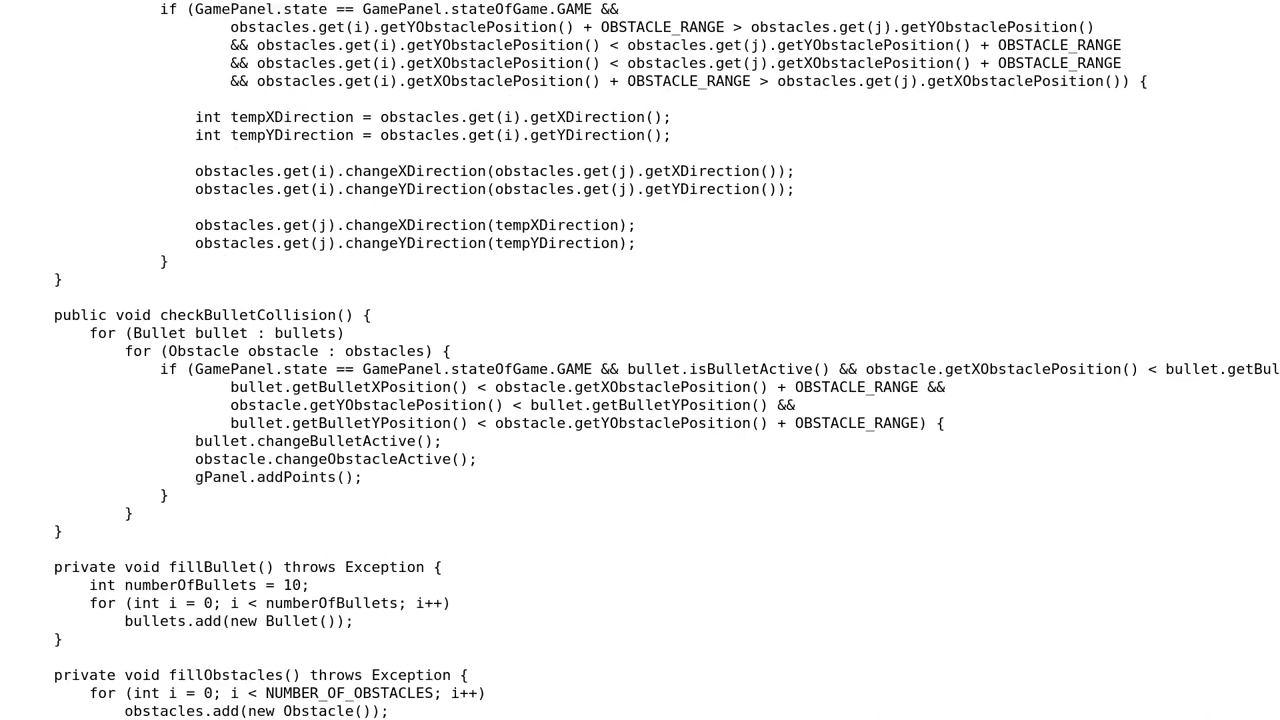 if (GamePanel.state == GamePanel.stateOfGame.GAME &&
obstacles.get(i).getYObstaclePosition() + OBSTACLE_RANGE > obstacles.get(j).getYObstaclePosition()
&& obstacles.get(i).getYObstaclePosition() < obstacles.get(j).getYObstaclePosition() + OBSTACLE_RANGE
&& obstacles.get(i).getXObstaclePosition() < obstacles.get(j).getXObstaclePosition() + OBSTACLE_RANGE
&& obstacles.get(i).getXObstaclePosition() + OBSTACLE_RANGE > obstacles.get(j).getXObstaclePosition()) {
int tempXDirection = obstacles.get(i).getXDirection();
int tempYDirection = obstacles.get(i).getYDirection();
obstacles.get(i).changeXDirection(obstacles.get(j).getXDirection());
obstacles.get(i).changeYDirection(obstacles.get(j).getYDirection());
obstacles.get(j).changeXDirection(tempXDirection);
obstacles.get(j).changeYDirection(tempYDirection);
}
}
public void checkBulletCollision() {
for (Bullet bullet : bullets)
for (Obstacle obstacle : obstacles) {
if (GamePanel.state == GamePanel.stateOfGame.GAME && bullet.isBulletActive() && obstacle.getXObstaclePosition() < bullet.getBul
bullet.getBulletXPosition() < obstacle.getXObstaclePosition() + OBSTACLE_RANGE &&
obstacle.getYObstaclePosition() < bullet.getBulletYPosition() &&
bullet.getBulletYPosition() < obstacle.getYObstaclePosition() + OBSTACLE_RANGE) {
bullet.changeBulletActive();
obstacle.changeObstacleActive();
gPanel.addPoints();
}
}
}
private void fillBullet() throws Exception {
int numberOfBullets = 10;
for (int i = 0; i < numberOfBullets; i++)
bullets.add(new Bullet());
}
private void fillObstacles() throws Exception {
for (int i = 0; i < NUMBER_OF_OBSTACLES; i++)
obstacles.add(new Obstacle());